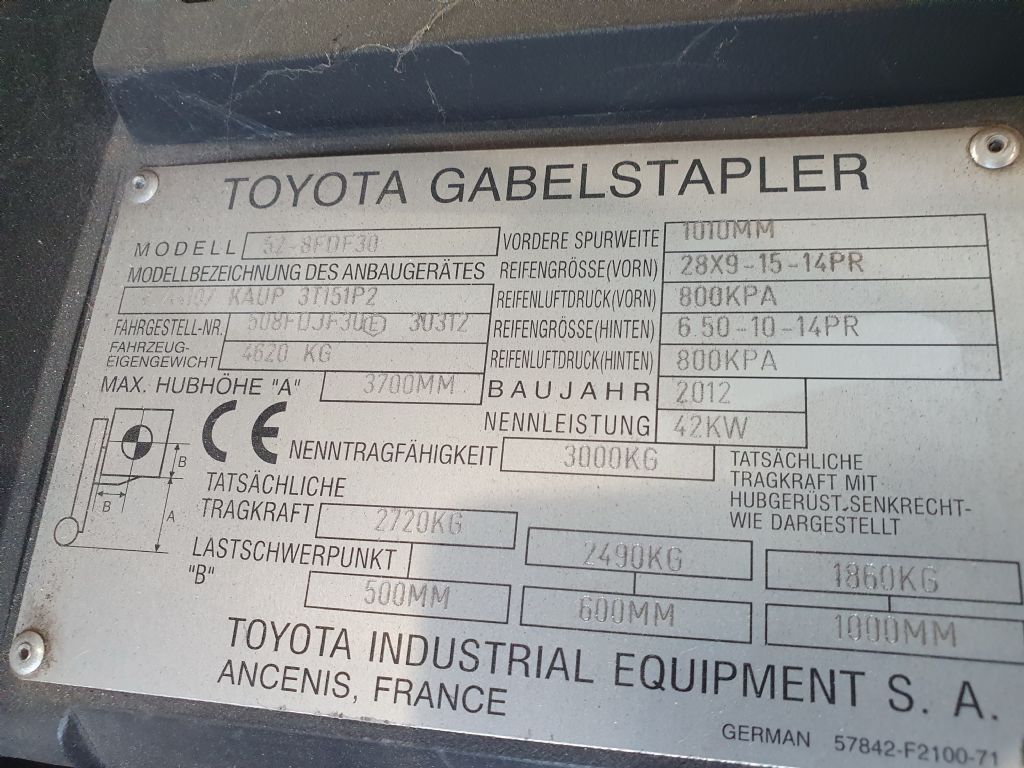 TOYOTA GABELSTAPLER
MODELL 52-8FDF30
MODELLBEZEICHNUNG DES ANBAUGERÄTES
KAUP 3T151P2
FAHRGESTELL-NR. 508FDJF30 E 30312
FAHRZEUG-
EIGENGEWICHT 4620 KG
MAX. HUBHÖHE "A" 3700MM
VORDERE SPURWEITE 1010MM
REIFENGRÖSSE(VORN) 28X9-15-14PR
REIFENLUFTDRUCK(VORN) 800KPA
REIFENGRÖSSE(HINTEN) 6.50-10-14PR
REIFENLUFTDRUCK(HINTEN) 800KPA
BAUJAHR 2012
NENNLEISTUNG 42KW
CE
NENNTRAGFÄHIGKEIT 3000KG
B
B
A
TATSÄCHLICHE
TRAGKRAFT MIT
HUBGERÜST.SENKRECHT-
WIE DARGESTELLT
TATSÄCHLICHE
TRAGKRAFT 2720KG 2490KG 1860KG
LASTSCHWERPUNKT
"B" 500MM 600MM 1000MM
TOYOTA INDUSTRIAL EQUIPMENT S. A.
ANCENIS, FRANCE
GERMAN 57842-F2100-71